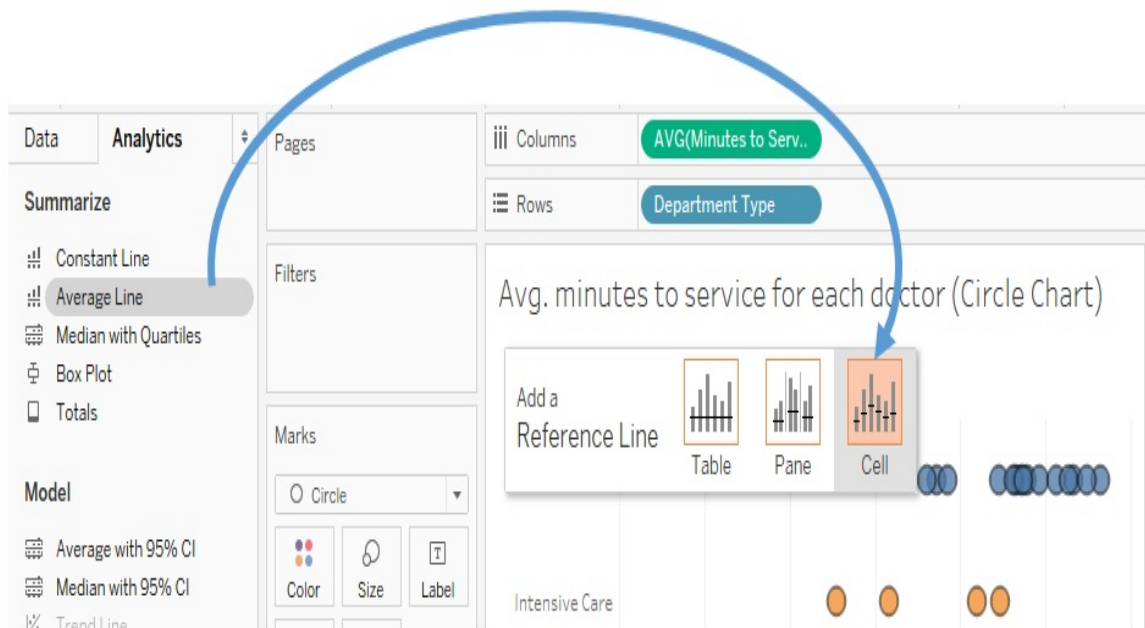 Data
Analytics
Summarize
Constant Line
Average Line
Median with Quartiles
Box Plot
Totals
Model
Average with 95% CI
Median with 95% CI
Trend Line
Pages
Filters
Marks
Circle
Color
Size
T
Label
Columns
AVG(Minutes to Serv..
Rows
Department Type
Avg. minutes to service for each doctor (Circle Chart)
Add a
Reference Line
Table
Pane
Cell
Intensive Care